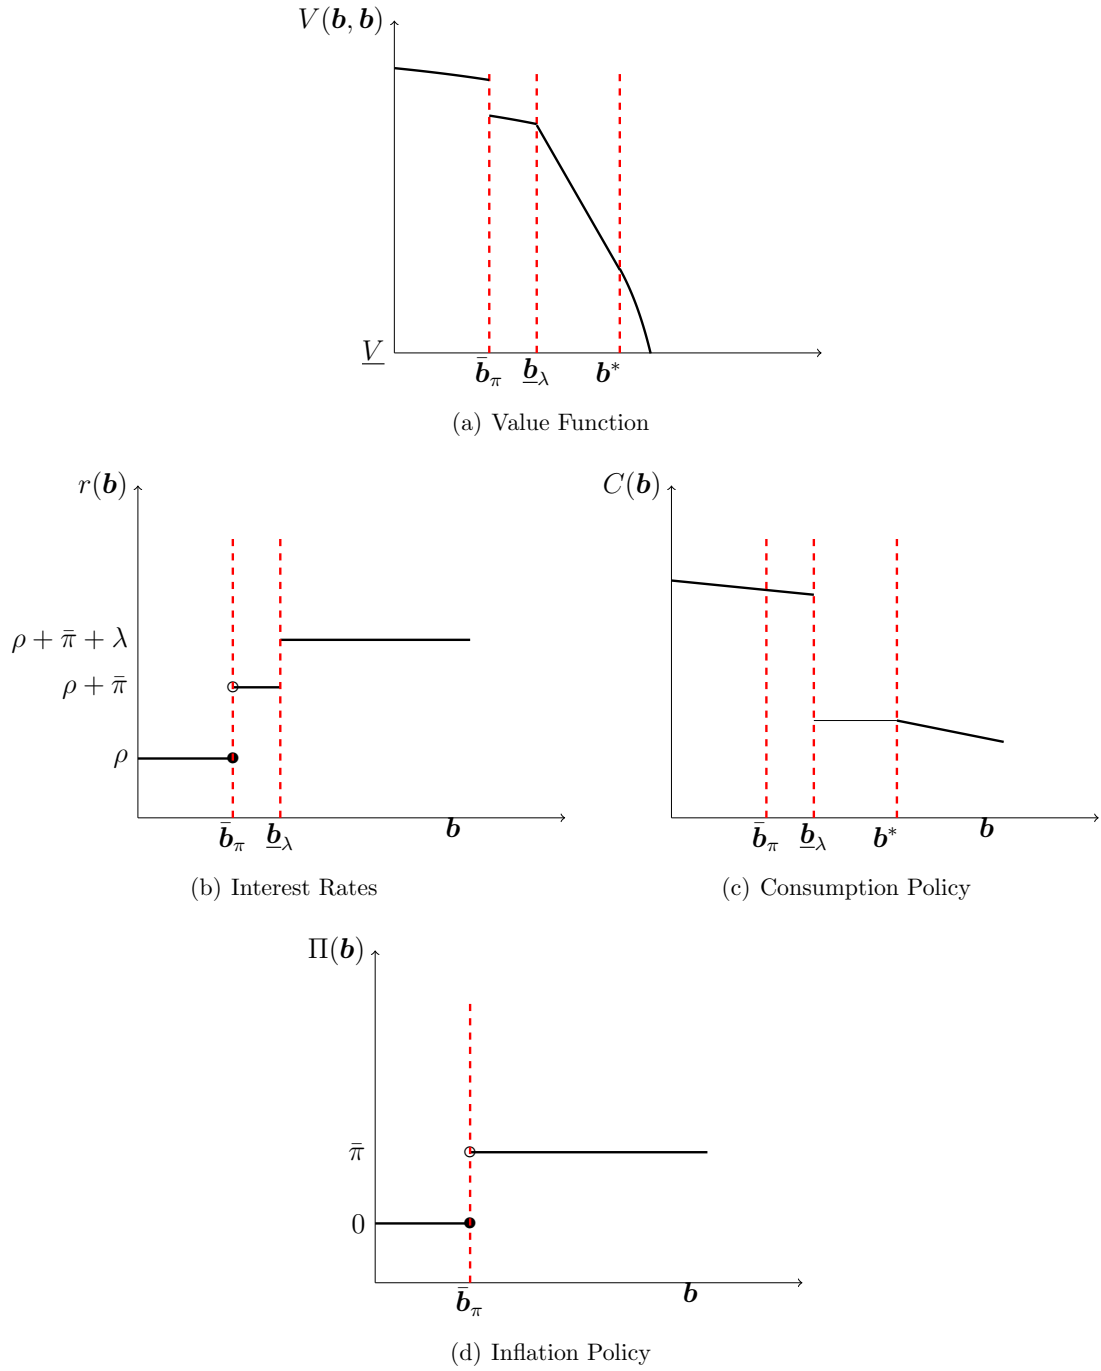 V(b, b)
V
b̄π b̲λ b*
(a) Value Function
r(b)
ρ + π̄ + λ
ρ + π̄
ρ
b̄π b̲λ b
(b) Interest Rates
C(b)
b̄π b̲λ b* b
(c) Consumption Policy
Π(b)
π̄
0
b̄π b
(d) Inflation Policy